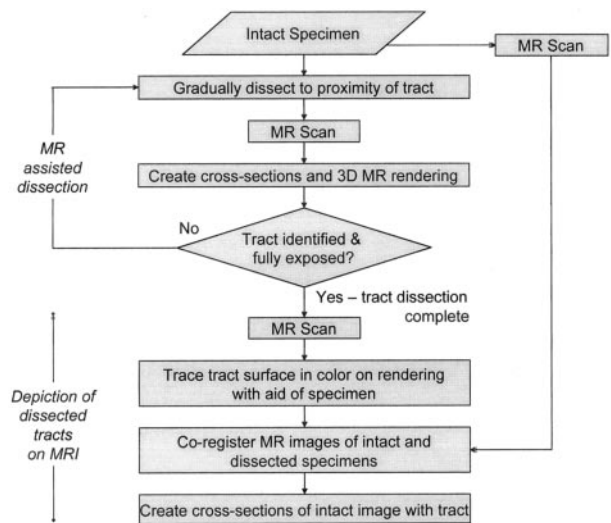 Intact Specimen
MR Scan
Gradually dissect to proximity of tract
MR Scan
MR
assisted
dissection
Create cross-sections and 3D MR rendering
No
Tract identified &
fully exposed?
Yes – tract dissection
complete
MR Scan
Depiction of
dissected
tracts
on MRI
Trace tract surface in color on rendering
with aid of specimen
Co-register MR images of intact and
dissected specimens
Create cross-sections of intact image with tract